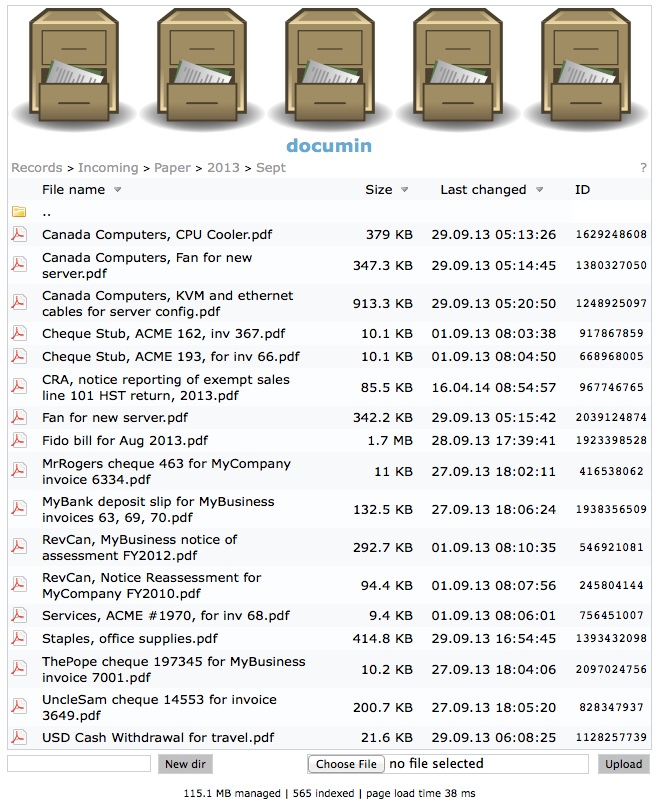 documin
Records > Incoming > Paper > 2013 > Sept ?
File name Size Last changed ID
..
Canada Computers, CPU Cooler.pdf 379 KB 29.09.13 05:13:26 1629248608
Canada Computers, Fan for new
server.pdf 347.3 KB 29.09.13 05:14:45 1380327050
Canada Computers, KVM and ethernet
cables for server config.pdf 913.3 KB 29.09.13 05:20:50 1248925097
Cheque Stub, ACME 162, inv 367.pdf 10.1 KB 01.09.13 08:03:38 917867859
Cheque Stub, ACME 193, for inv 66.pdf 10.1 KB 01.09.13 08:04:50 668968005
CRA, notice reporting of exempt sales
line 101 HST return, 2013.pdf 85.5 KB 16.04.14 08:54:57 967746765
Fan for new server.pdf 342.2 KB 29.09.13 05:15:42 2039124874
Fido bill for Aug 2013.pdf 1.7 MB 28.09.13 17:39:41 1923398528
MrRogers cheque 463 for MyCompany
invoice 6334.pdf 11 KB 27.09.13 18:02:11 416538062
MyBank deposit slip for MyBusiness
invoices 63, 69, 70.pdf 132.5 KB 27.09.13 18:06:24 1938356509
RevCan, MyBusiness notice of
assessment FY2012.pdf 292.7 KB 01.09.13 08:10:35 546921081
RevCan, Notice Reassessment for
MyCompany FY2010.pdf 94.4 KB 01.09.13 08:07:56 245804144
Services, ACME #1970, for inv 68.pdf 9.4 KB 01.09.13 08:06:01 756451007
Staples, office supplies.pdf 414.8 KB 29.09.13 16:54:45 1393432098
ThePope cheque 197345 for MyBusiness
invoice 7001.pdf 10.2 KB 27.09.13 18:04:06 2097024756
UncleSam cheque 14553 for invoice
3649.pdf 200.7 KB 27.09.13 18:05:20 828347937
USD Cash Withdrawal for travel.pdf 21.6 KB 29.09.13 06:08:25 1128257739
New dir Choose File no file selected Upload
115.1 MB managed | 565 indexed | page load time 38 ms